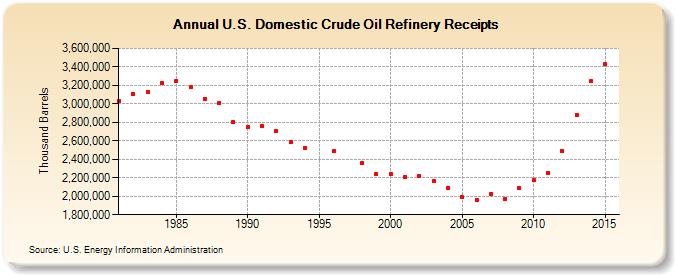 Annual U.S. Domestic Crude Oil Refinery Receipts
Thousand Barrels
3,600,000
3,400,000
3,200,000
3,000,000
2,800,000
2,600,000
2,400,000
2,200,000
2,000,000
1,800,000
1985 1990 1995 2000 2005 2010 2015
Source: U.S. Energy Information Administration